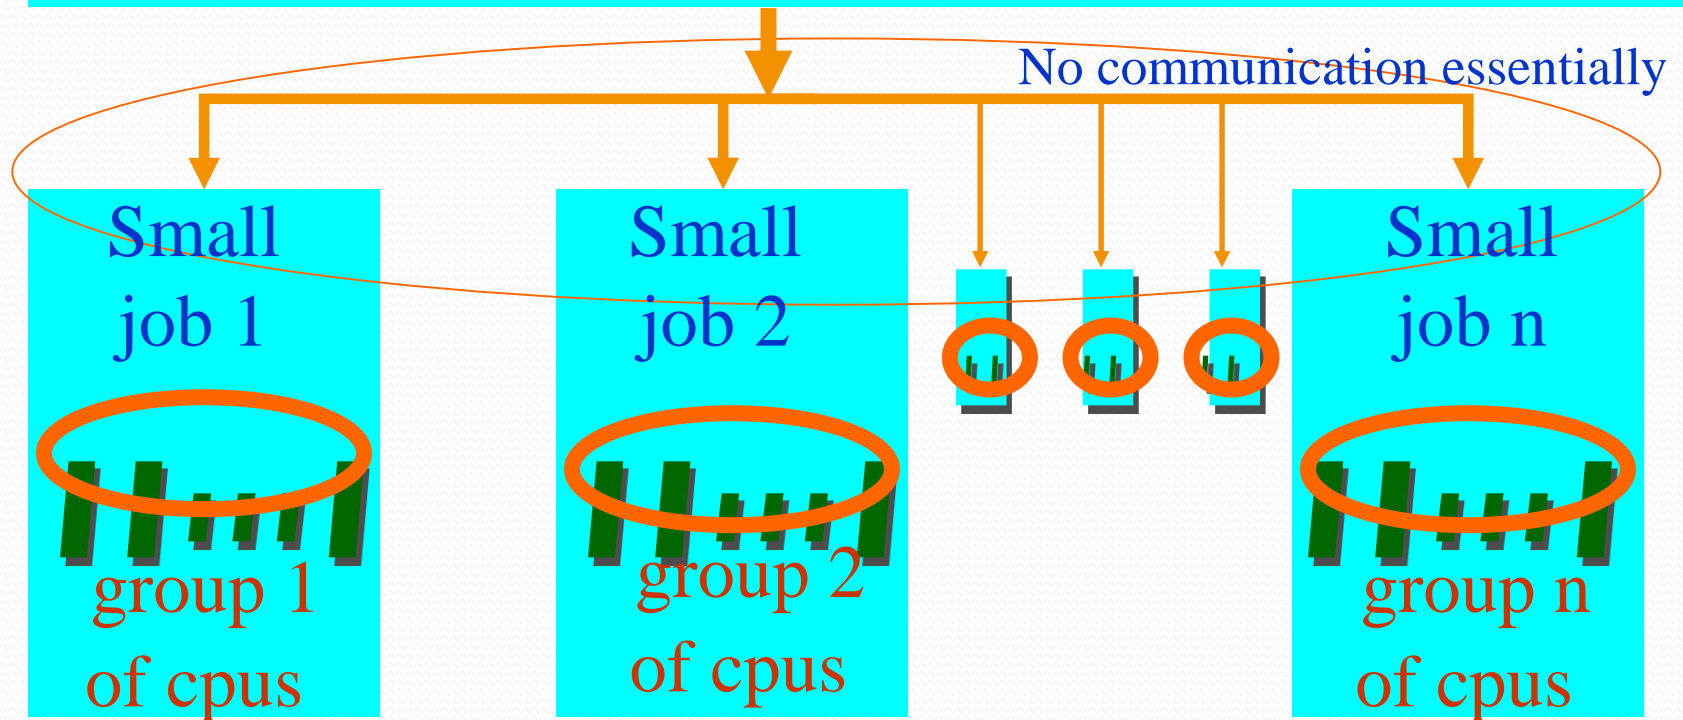 No communication essentially
Small
job 1
group 1
of cpus
Small
job 2
group 2
of cpus
Small
job n
group n
of cpus